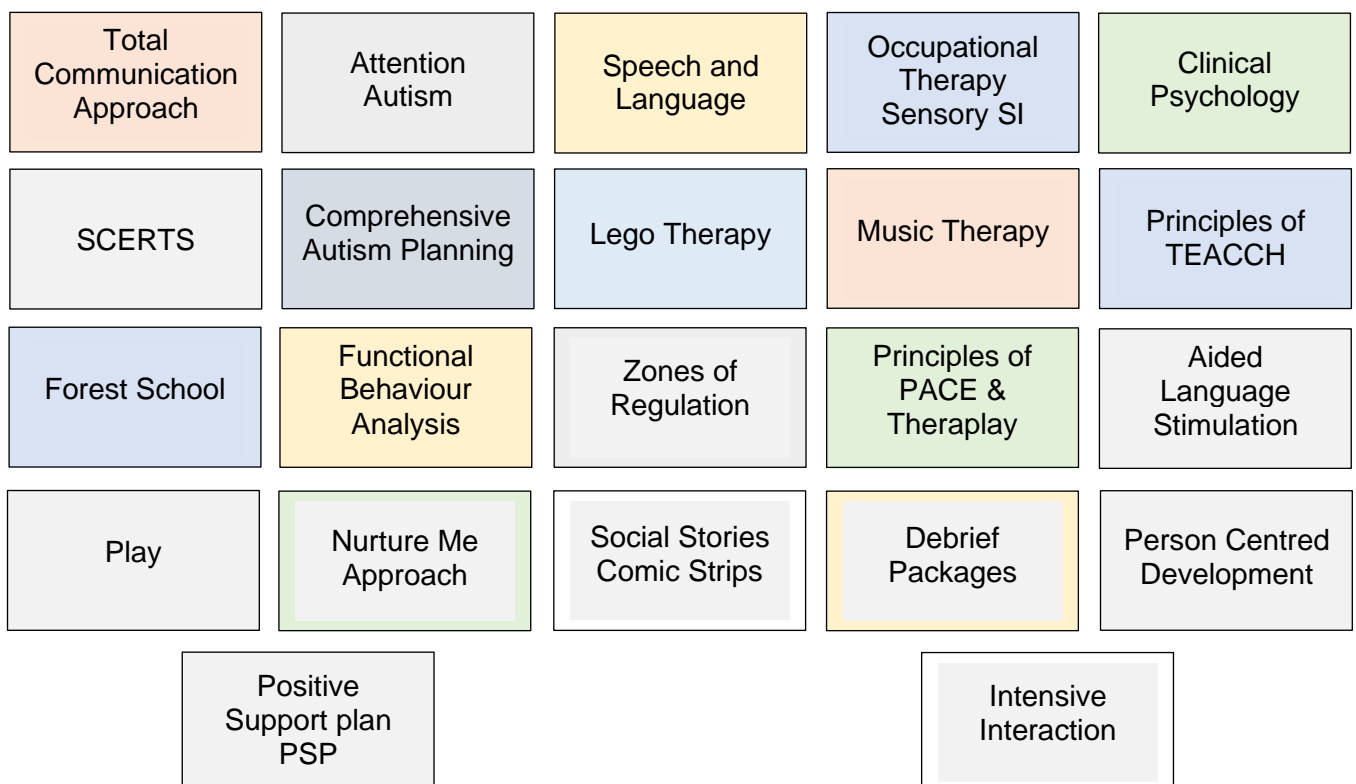 Total
Communication
Approach
Attention
Autism
Speech and
Language
Occupational
Therapy
Sensory SI
Clinical
Psychology
SCERTS
Comprehensive
Autism Planning
Lego Therapy
Music Therapy
Principles of
TEACCH
Forest School
Functional
Behaviour
Analysis
Zones of
Regulation
Principles of
PACE &
Theraplay
Aided
Language
Stimulation
Play
Nurture Me
Approach
Social Stories
Comic Strips
Debrief
Packages
Person Centred
Development
Positive
Support plan
PSP
Intensive
Interaction